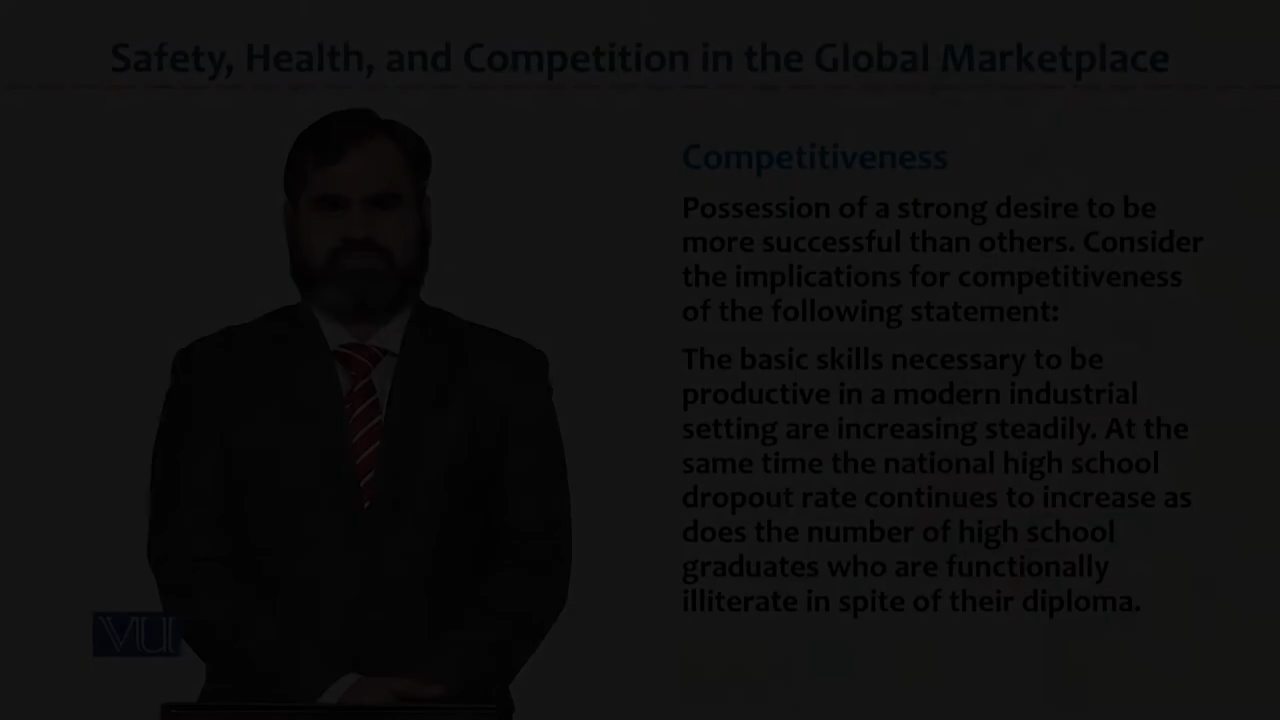 Safety, Health, and Competition in the Global Marketplace
Competitiveness
Possession of a strong desire to be
more successful than others. Consider
the implications for competitiveness
of the following statement:
The basic skills necessary to be
productive in a modern industrial
setting are increasing steadily. At the
same time the national high school
dropout rate continues to increase as
does the number of high school
graduates who are functionally
illiterate in spite of their diploma.
VU